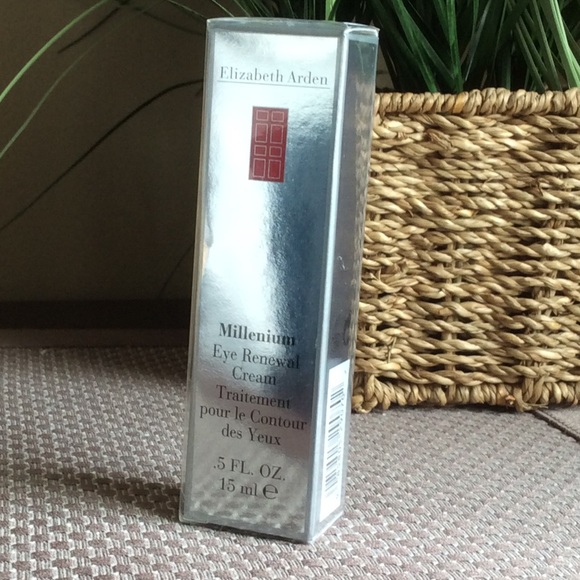 Elizabeth Arden
Millenium
Eye Renewal
Cream
Traitement
pour le Contour
des Yeux
.5 FL. OZ.
15 ml ℮